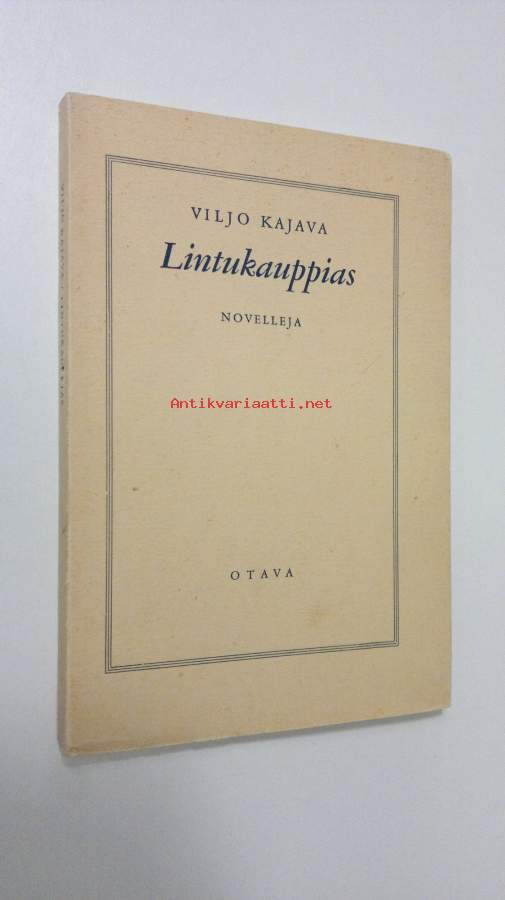 VILJO KAJAVA
Lintukauppias
NOVELLEJA
Antikvariaatti.net
OTAVA